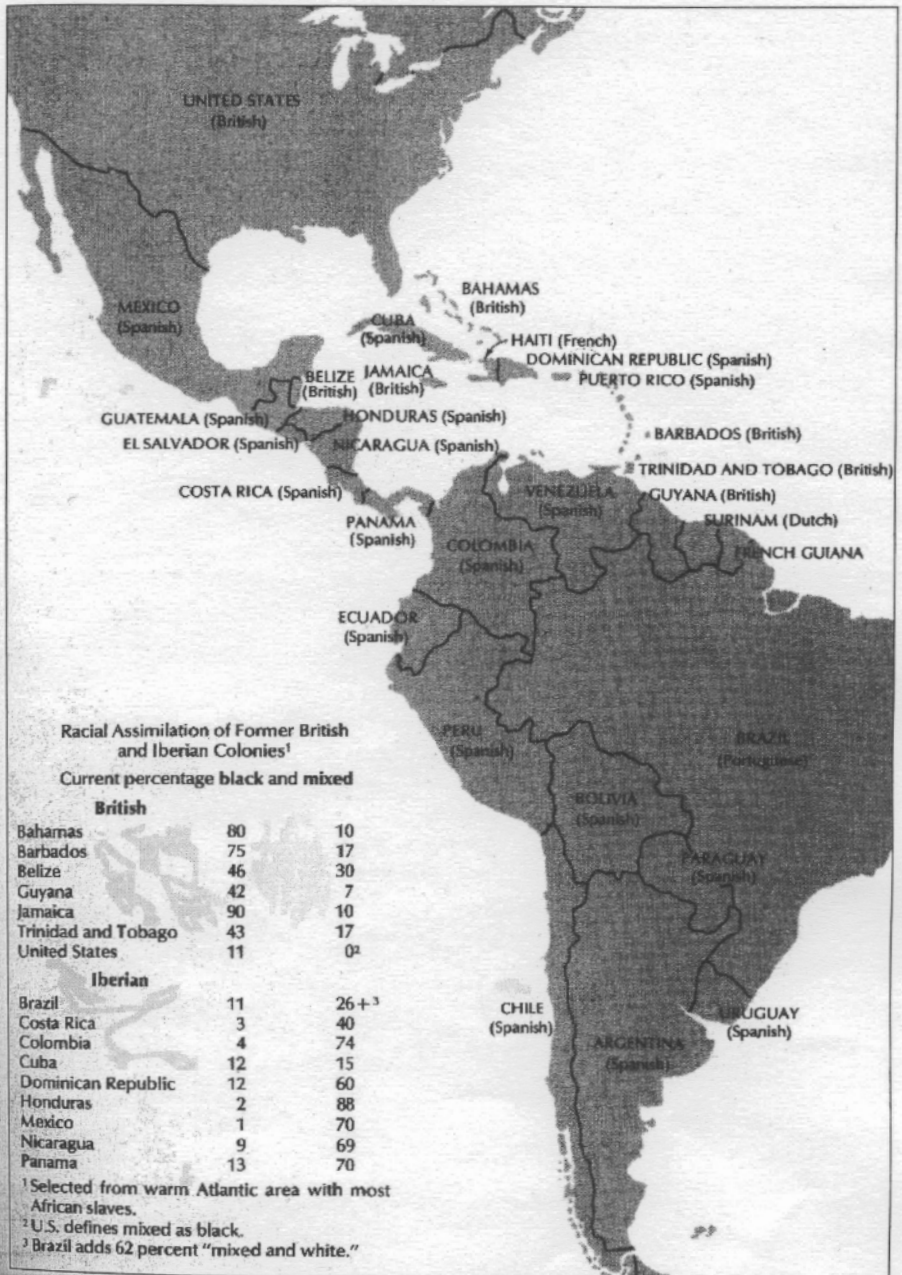 UNITED STATES
(British)
MEXICO
(Spanish)
BAHAMAS
(British)
CUBA
(Spanish)
HAITI (French)
DOMINICAN REPUBLIC (Spanish)
PUERTO RICO (Spanish)
BELIZE
(British)
JAMAICA
(British)
GUATEMALA (Spanish)
HONDURAS (Spanish)
EL SALVADOR (Spanish)
NICARAGUA (Spanish)
BARBADOS (British)
TRINIDAD AND TOBAGO (British)
COSTA RICA (Spanish)
VENEZUELA
(Spanish)
GUYANA (British)
PANAMA
(Spanish)
SURINAM (Dutch)
COLOMBIA
(Spanish)
FRENCH GUIANA
ECUADOR
(Spanish)
PERU
(Spanish)
BRAZIL
(Portuguese)
BOLIVIA
(Spanish)
PARAGUAY
(Spanish)
CHILE
(Spanish)
URUGUAY
(Spanish)
ARGENTINA
(Spanish)
Racial Assimilation of Former British
and Iberian Colonies¹
Current percentage black and mixed
British
Bahamas 80 10
Barbados 75 17
Belize 46 30
Guyana 42 7
Jamaica 90 10
Trinidad and Tobago 43 17
United States 11 0²
Iberian
Brazil 11 26+³
Costa Rica 3 40
Colombia 4 74
Cuba 12 15
Dominican Republic 12 60
Honduras 2 88
Mexico 1 70
Nicaragua 9 69
Panama 13 70
¹Selected from warm Atlantic area with most
African slaves.
²U.S. defines mixed as black.
³Brazil adds 62 percent "mixed and white."